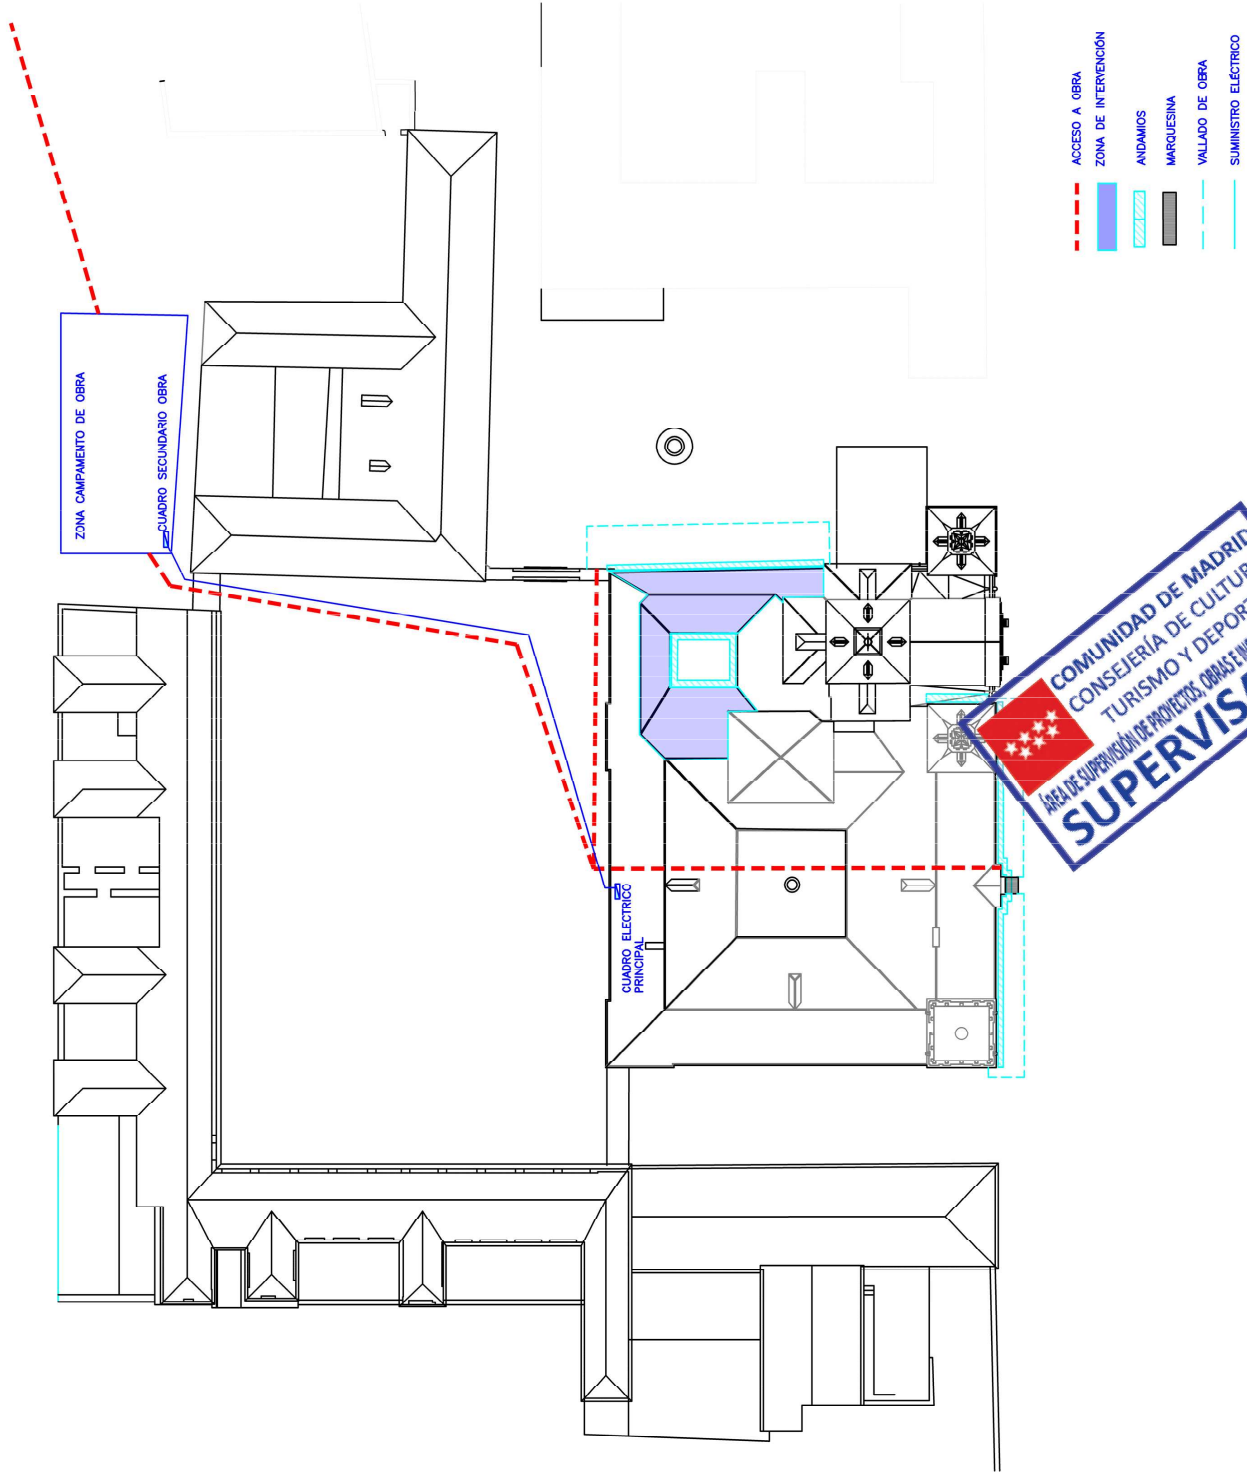 ZONA CAMPAMENTO DE OBRA
CUADRO SECUNDARIO OBRA
CUADRO ELECTRICO
PRINCIPAL
ACCESO A OBRA
ZONA DE INTERVENCIÓN
ANDAMIOS
MARQUESINA
VALLADO DE OBRA
SUMINISTRO ELÉCTRICO
COMUNIDAD DE MADRID
CONSEJERÍA DE CULTUR
TURISMO Y DEPORT
ÁREA DE SUPERVISIÓN DE PROYECTOS, OBRAS E
SUPERVISA